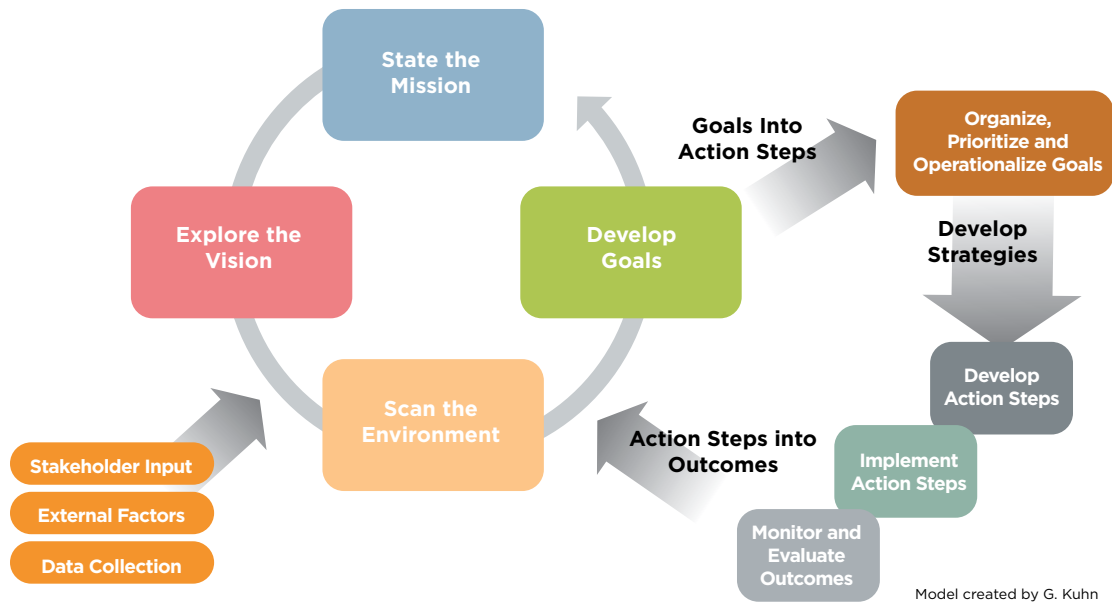 State the
Mission
Goals Into
Action Steps
Organize,
Prioritize and
Operationalize Goals
Explore the
Vision
Develop
Goals
Develop
Strategies
Develop
Action Steps
Scan the
Environment
Action Steps into
Outcomes
Implement
Action Steps
Stakeholder Input
External Factors
Data Collection
Monitor and
Evaluate
Outcomes
Model created by G. Kuhn